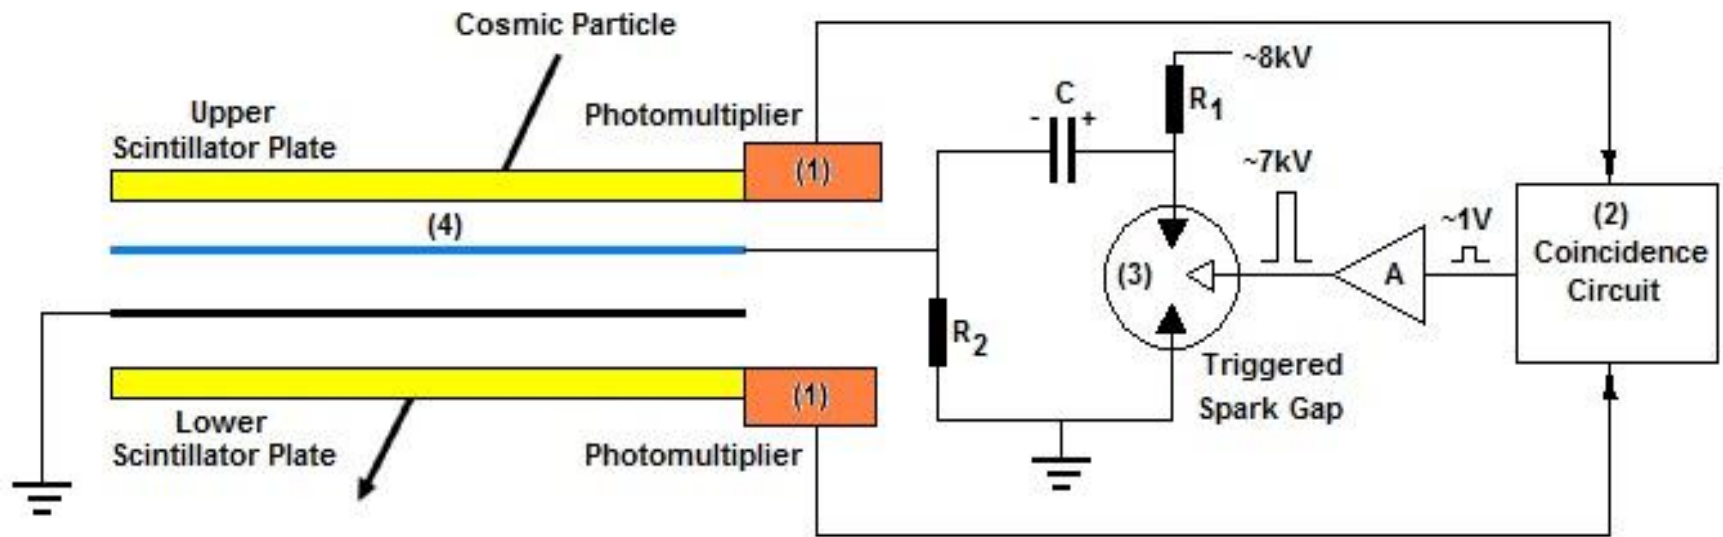 Cosmic Particle
Upper
Scintillator Plate
Photomultiplier
(1)
(4)
C
- +
R1
~8kV
~7kV
(3)
Triggered
Spark Gap
A
~1V
(2)
Coincidence
Circuit
R2
(1)
Lower
Scintillator Plate
Photomultiplier